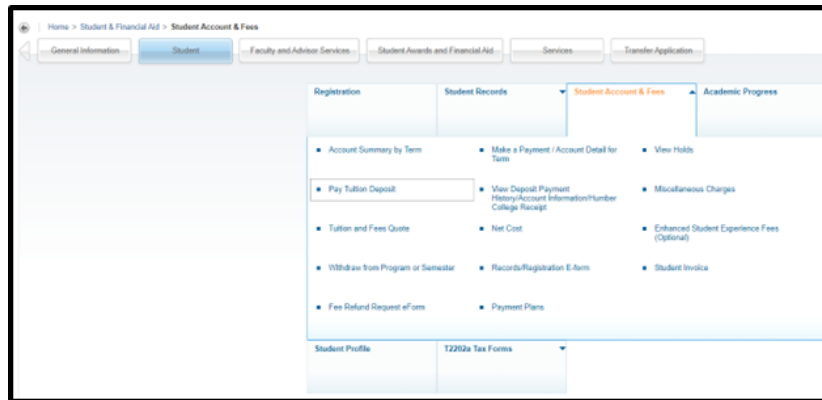 Home > Student & Financial Aid > Student Account & Fees
General Information
Student
Faculty and Advisor Services
Student Awards and Financial Aid
Services
Transfer Application
Registration
Student Records
Student Account & Fees
Academic Progress
Account Summary by Term
Make a Payment / Account Detail for
Term
View Holds
Pay Tuition Deposit
View Deposit Payment
History/Account Information/Humber
College Receipt
Miscellaneous Charges
Tuition and Fees Quote
Net Cost
Enhanced Student Experience Fees
(Optional)
Withdraw from Program or Semester
Records/Registration E-form
Student Invoice
Fee Refund Request eForm
Payment Plans
Student Profile
T2202a Tax Forms